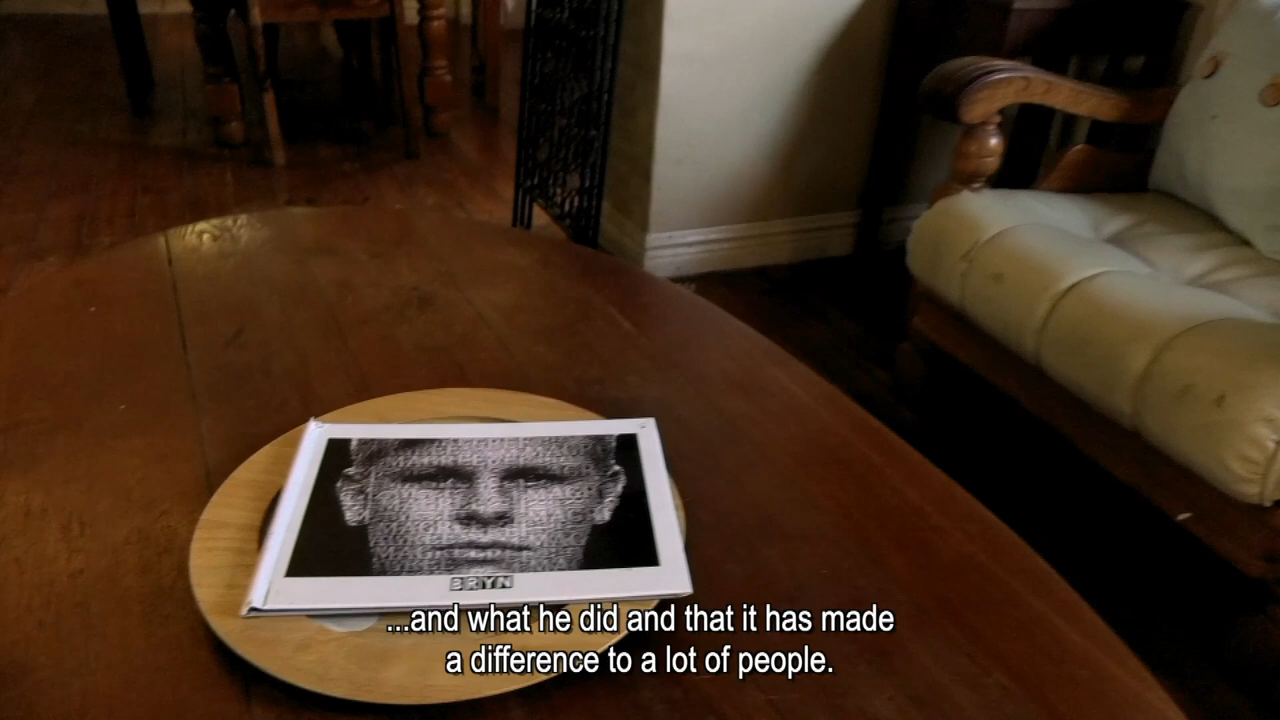 BRYN
...and what he did and that it has made
a difference to a lot of people.